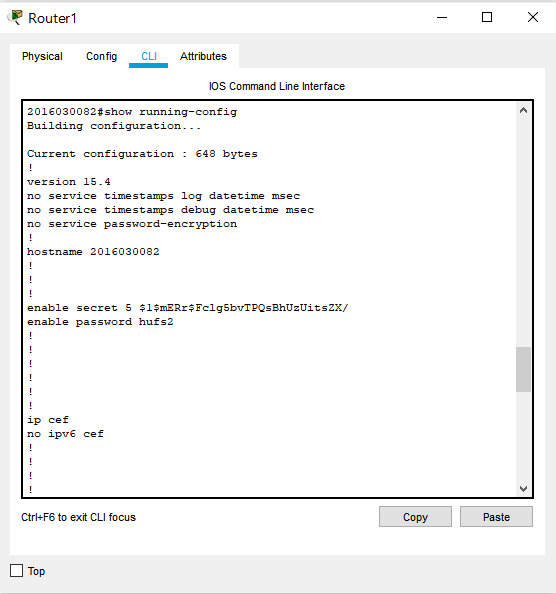 Router1
Physical Config CLI Attributes
IOS Command Line Interface
2016030082#show running-config
Building configuration...
Current configuration : 648 bytes
!
version 15.4
no service timestamps log datetime msec
no service timestamps debug datetime msec
no service password-encryption
!
hostname 2016030082
!
!
!
enable secret 5 $1$mERr$Fclg5bvTPQsBhUzUitsZX/
enable password hufs2
!
!
!
!
!
!
ip cef
no ipv6 cef
!
!
!
!
Ctrl+F6 to exit CLI focus
Copy Paste
Top